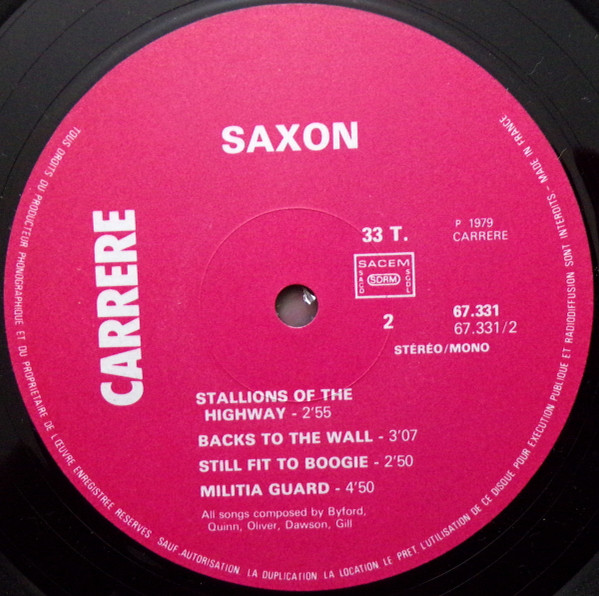 SAXON
CARRERE
33 T.
P 1979
CARRERE
SACEM
SACD
SDRM
SGDL
2
67.331
67.331/2
STÉRÉO/MONO
STALLIONS OF THE
HIGHWAY - 2'55
BACKS TO THE WALL - 3'07
STILL FIT TO BOOGIE - 2'50
MILITIA GUARD - 4'50
All songs composed by Byford,
Quinn, Oliver, Dawson, Gill
TOUS DROITS DU PRODUCTEUR PHONOGRAPHIQUE ET DU PROPRIETAIRE DE L'ŒUVRE ENREGISTREE RESERVES. SAUF AUTORISATION LA DUPLICATION LA LOCATION LE PRET L'UTILISATION DE CE DISQUE POUR EXECUTION PUBLIQUE ET RADIODIFFUSION SONT INTERDITS - MADE IN FRANCE